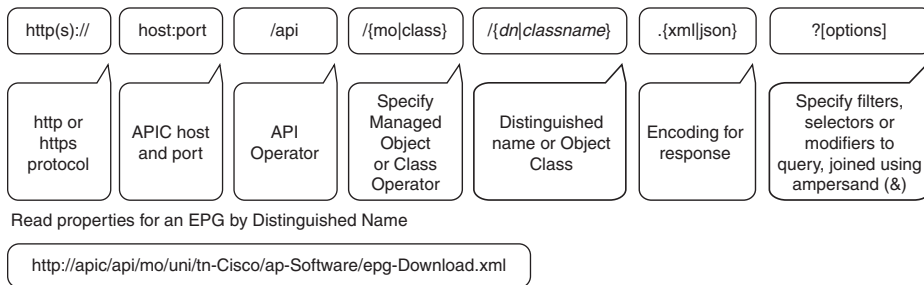 http(s)://
host:port
/api
/{mo|class}
/{dn|classname}
.{xml|json}
?[options]
http or
https
protocol
APIC host
and port
API
Operator
Specify
Managed
Object
or Class
Operator
Distinguished
name or Object
Class
Encoding for
response
Specify filters,
selectors or
modifiers to
query, joined using
ampersand (&)
Read properties for an EPG by Distinguished Name
http://apic/api/mo/uni/tn-Cisco/ap-Software/epg-Download.xml